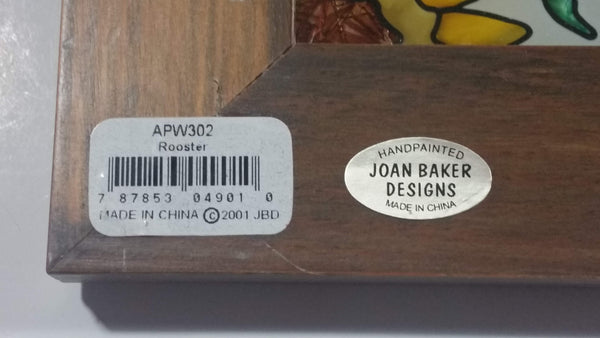 APW302
Rooster
7 87853 04901 0
MADE IN CHINA © 2001 JBD
HANDPAINTED
JOAN BAKER
DESIGNS
MADE IN CHINA